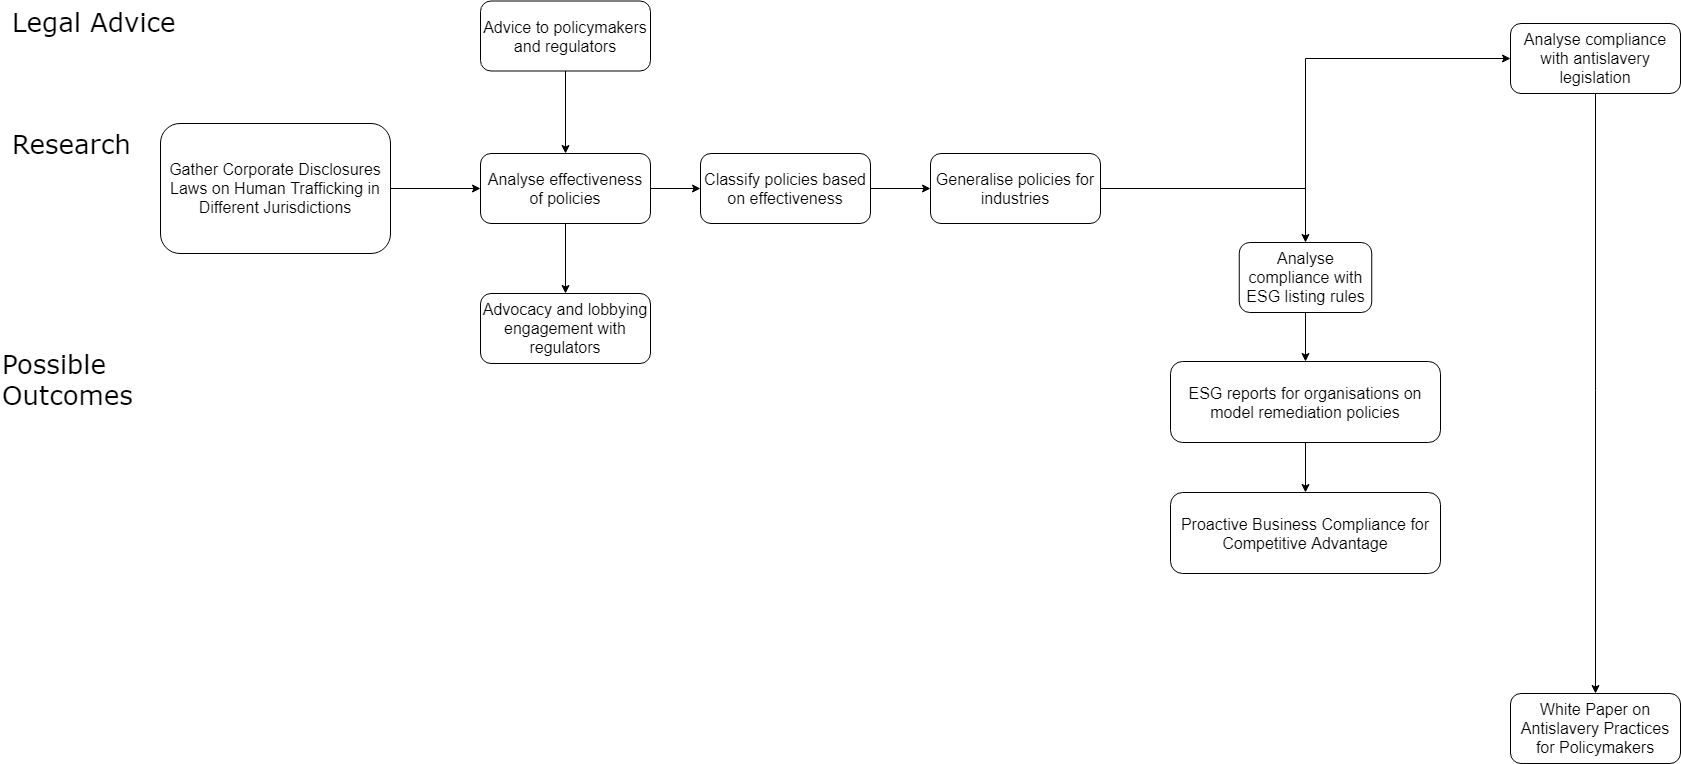 Legal Advice
Advice to policymakers
and regulators
Analyse compliance
with antislavery
legislation
Research
Gather Corporate Disclosures
Laws on Human Trafficking in
Different Jurisdictions
Analyse effectiveness
of policies
Classify policies based
on effectiveness
Generalise policies for
industries
Analyse
compliance with
ESG listing rules
Advocacy and lobbying
engagement with
regulators
Possible
Outcomes
ESG reports for organisations on
model remediation policies
Proactive Business Compliance for
Competitive Advantage
White Paper on
Antislavery Practices
for Policymakers